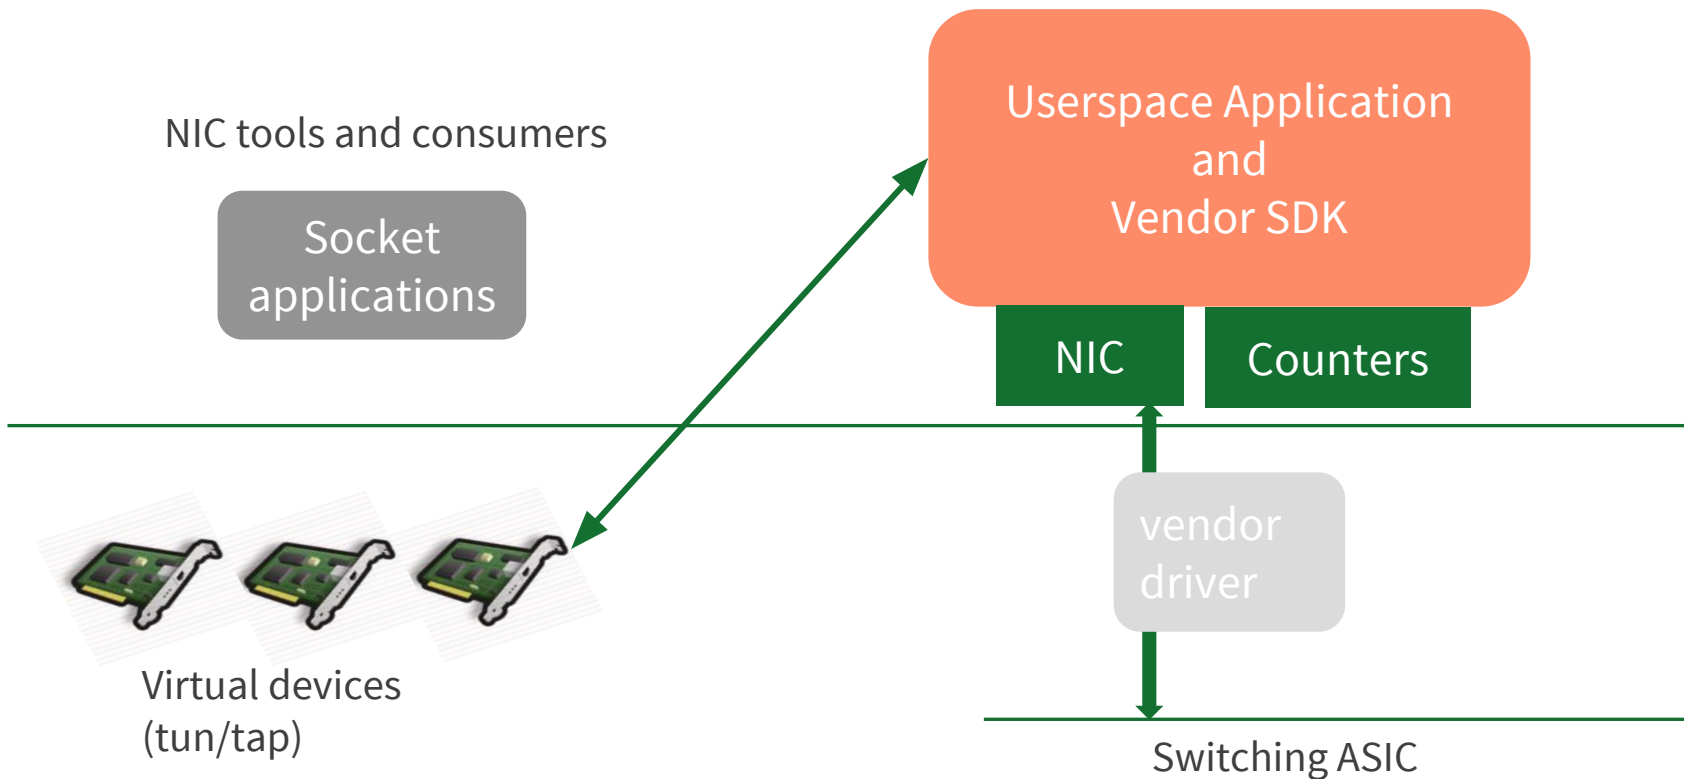 NIC tools and consumers
Socket
applications
Userspace Application
and
Vendor SDK
NIC
Counters
vendor
driver
Virtual devices
(tun/tap)
Switching ASIC